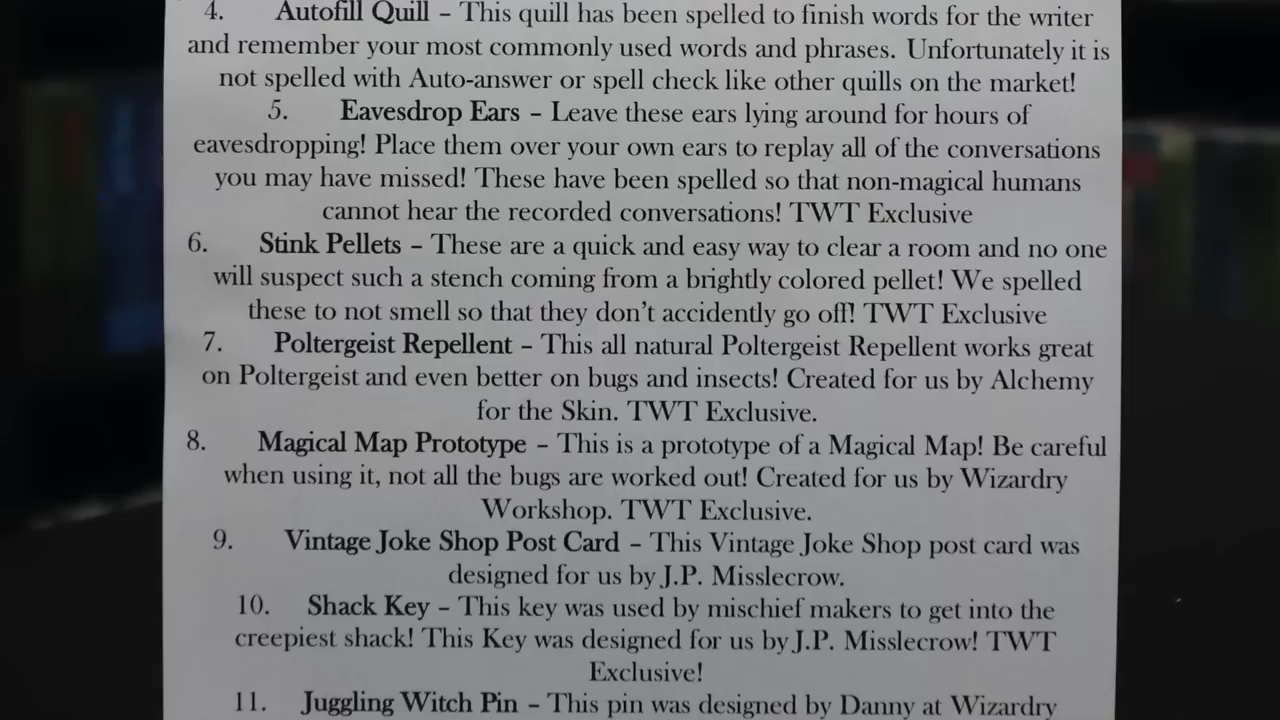 4. Autofill Quill – This quill has been spelled to finish words for the writer
and remember your most commonly used words and phrases. Unfortunately it is
not spelled with Auto-answer or spell check like other quills on the market!
5. Eavesdrop Ears – Leave these ears lying around for hours of
eavesdropping! Place them over your own ears to replay all of the conversations
you may have missed! These have been spelled so that non-magical humans
cannot hear the recorded conversations! TWT Exclusive
6. Stink Pellets – These are a quick and easy way to clear a room and no one
will suspect such a stench coming from a brightly colored pellet! We spelled
these to not smell so that they don't accidently go off! TWT Exclusive
7. Poltergeist Repellent – This all natural Poltergeist Repellent works great
on Poltergeist and even better on bugs and insects! Created for us by Alchemy
for the Skin. TWT Exclusive.
8. Magical Map Prototype – This is a prototype of a Magical Map! Be careful
when using it, not all the bugs are worked out! Created for us by Wizardry
Workshop. TWT Exclusive.
9. Vintage Joke Shop Post Card – This Vintage Joke Shop post card was
designed for us by J.P. Misslecrow.
10. Shack Key – This key was used by mischief makers to get into the
creepiest shack! This Key was designed for us by J.P. Misslecrow! TWT
Exclusive!
11. Juggling Witch Pin – This pin was designed by Danny at Wizardry